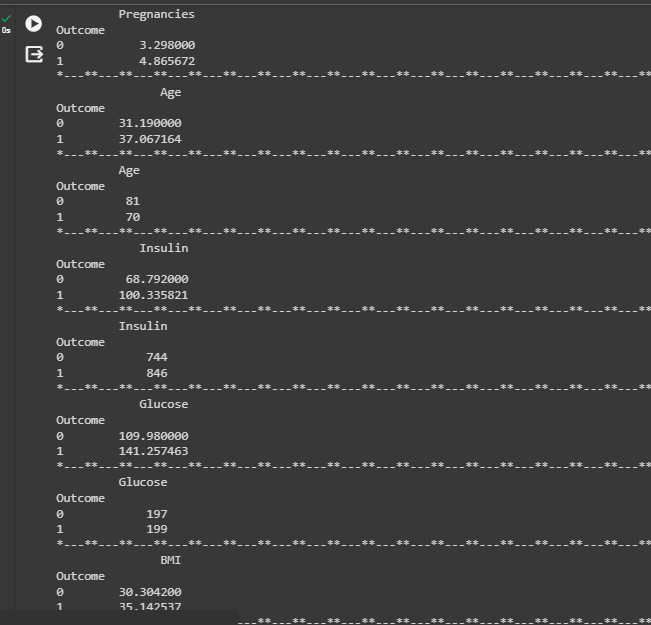 Pregnancies
Outcome
0 3.298000
1 4.865672
*---**---**---**---**---**---**---**---**---**---**---**---**---**---**---**---**---**
Age
Outcome
0 31.190000
1 37.067164
*---**---**---**---**---**---**---**---**---**---**---**---**---**---**---**---**---**
Age
Outcome
0 81
1 70
*---**---**---**---**---**---**---**---**---**---**---**---**---**---**---**---**---**
Insulin
Outcome
0 68.792000
1 100.335821
*---**---**---**---**---**---**---**---**---**---**---**---**---**---**---**---**---**
Insulin
Outcome
0 744
1 846
*---**---**---**---**---**---**---**---**---**---**---**---**---**---**---**---**---**
Glucose
Outcome
0 109.980000
1 141.257463
*---**---**---**---**---**---**---**---**---**---**---**---**---**---**---**---**---**
Glucose
Outcome
0s
0 197
1 199
*---**---**---**---**---**---**---**---**---**---**---**---**---**---**---**---**---**
BMI
Outcome
0 30.304200
1 35.142537
---**---**---**---**---**---**---**---**---**---**---**---**